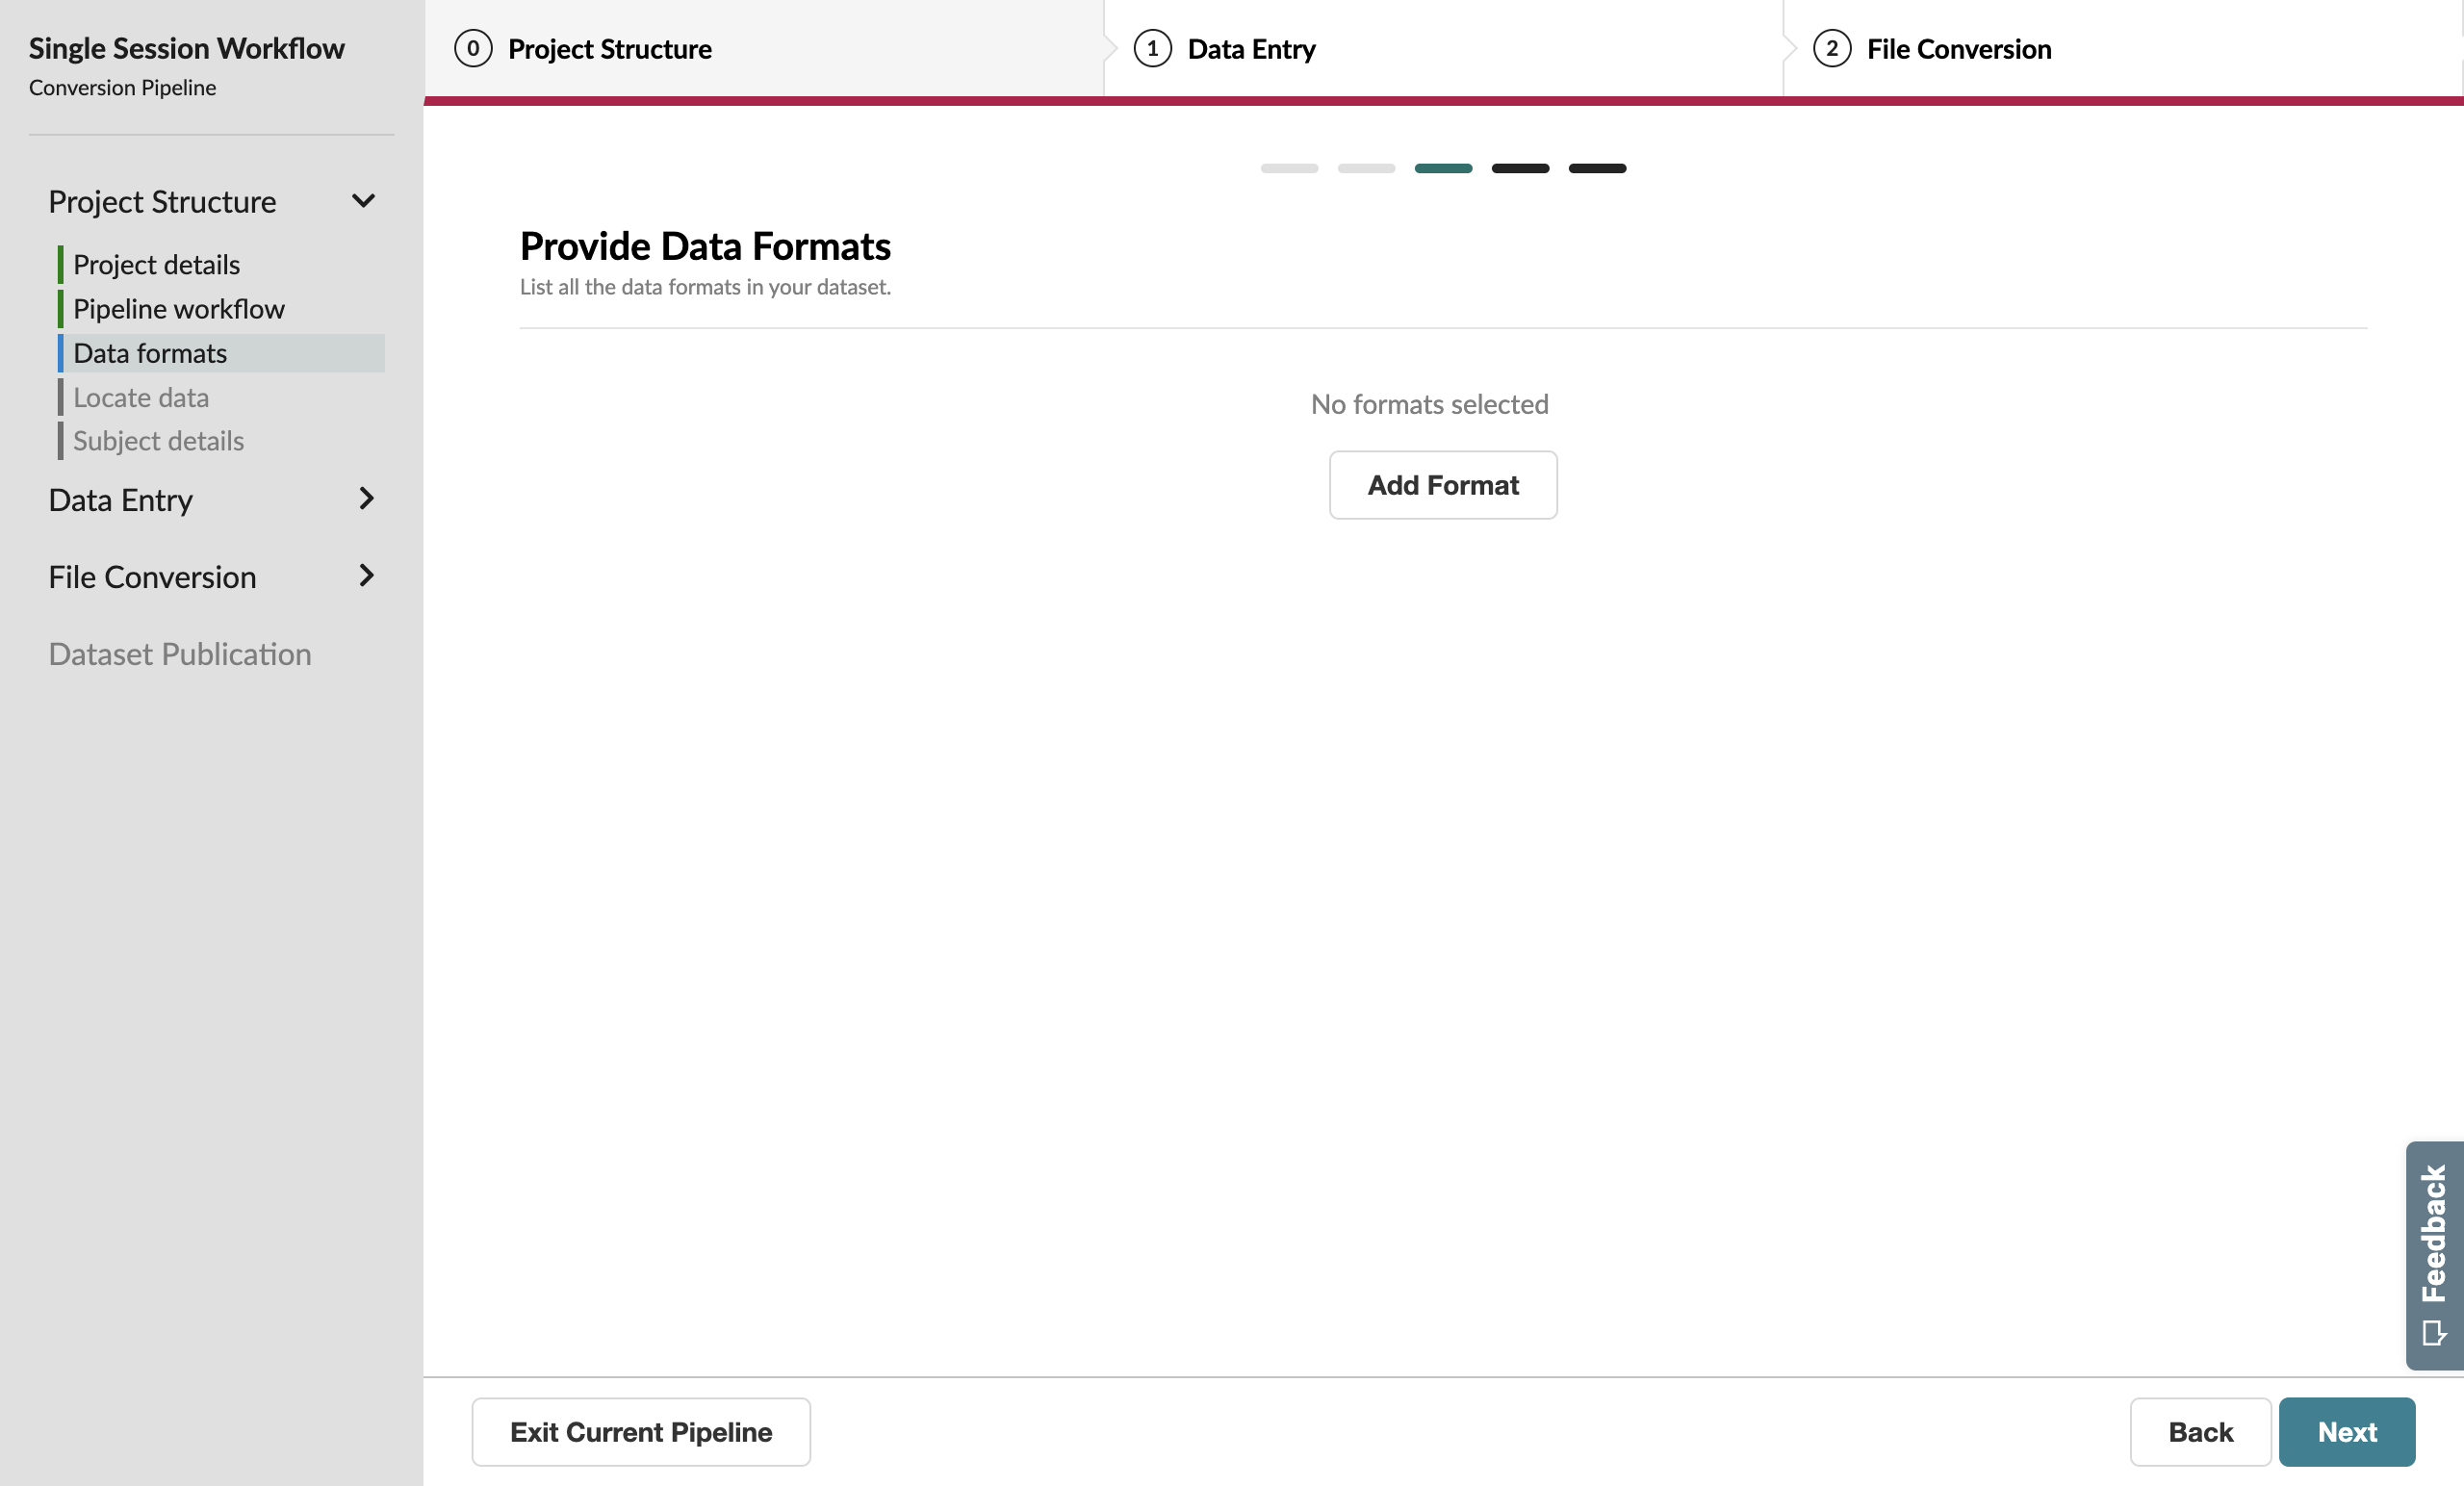 Single Session Workflow
Conversion Pipeline
Project Structure
Project details
Pipeline workflow
Data formats
Locate data
Subject details
Data Entry
File Conversion
Dataset Publication
0 Project Structure
1 Data Entry
2 File Conversion
Provide Data Formats
List all the data formats in your dataset.
No formats selected
Add Format
Feedback
Exit Current Pipeline
Back
Next